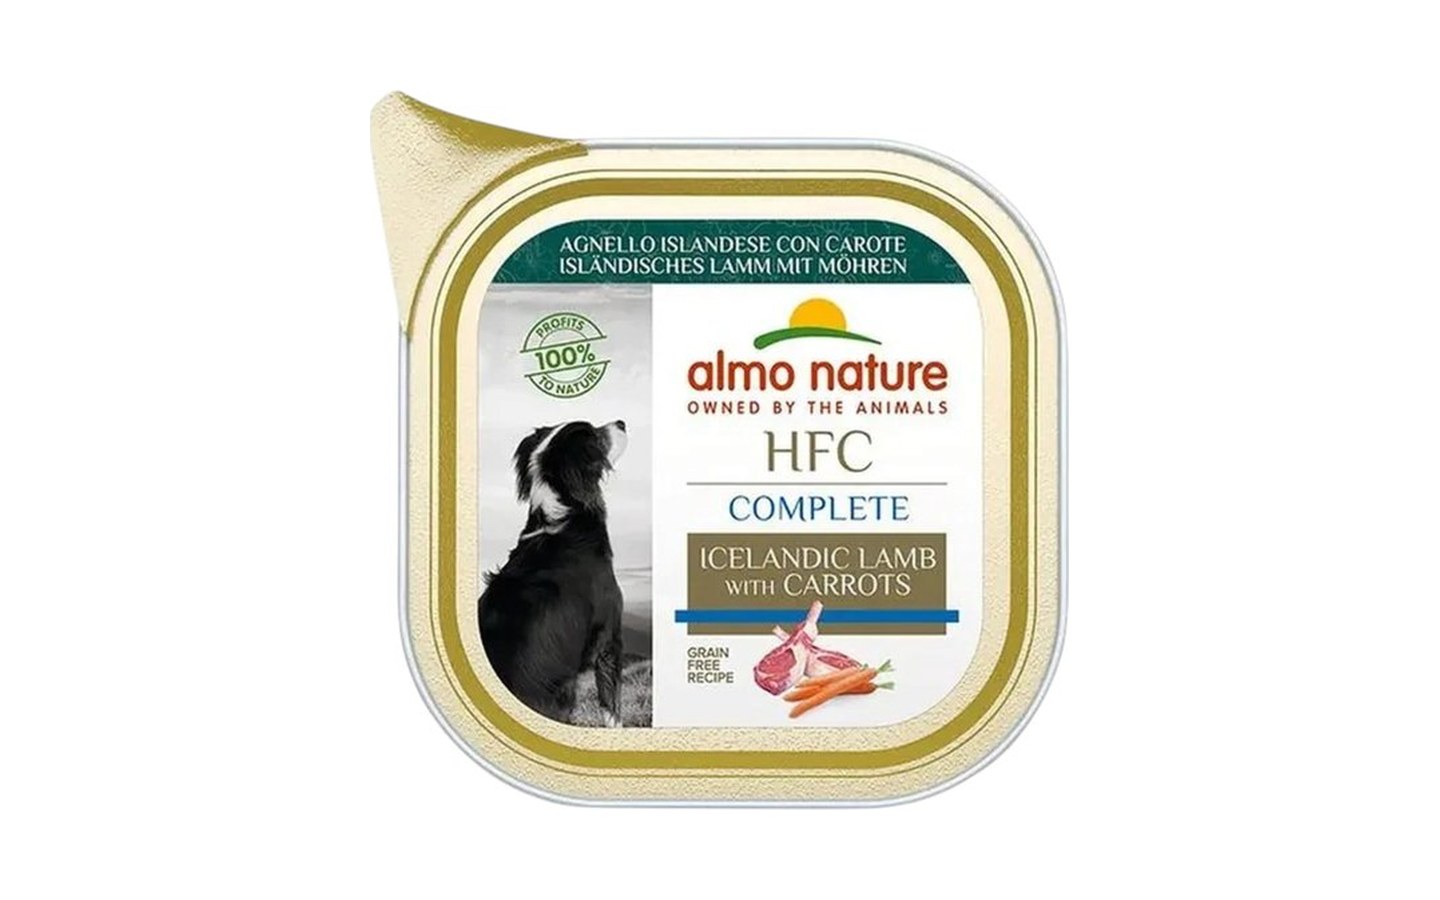 AGNELLO ISLANDESE CON CAROTE
ISLÄNDISCHES LAMM MIT MÖHREN
PROFITS
100%
TO NATURE
almo nature
OWNED BY THE ANIMALS
HFC
COMPLETE
ICELANDIC LAMB
WITH CARROTS
GRAIN
FREE
RECIPE